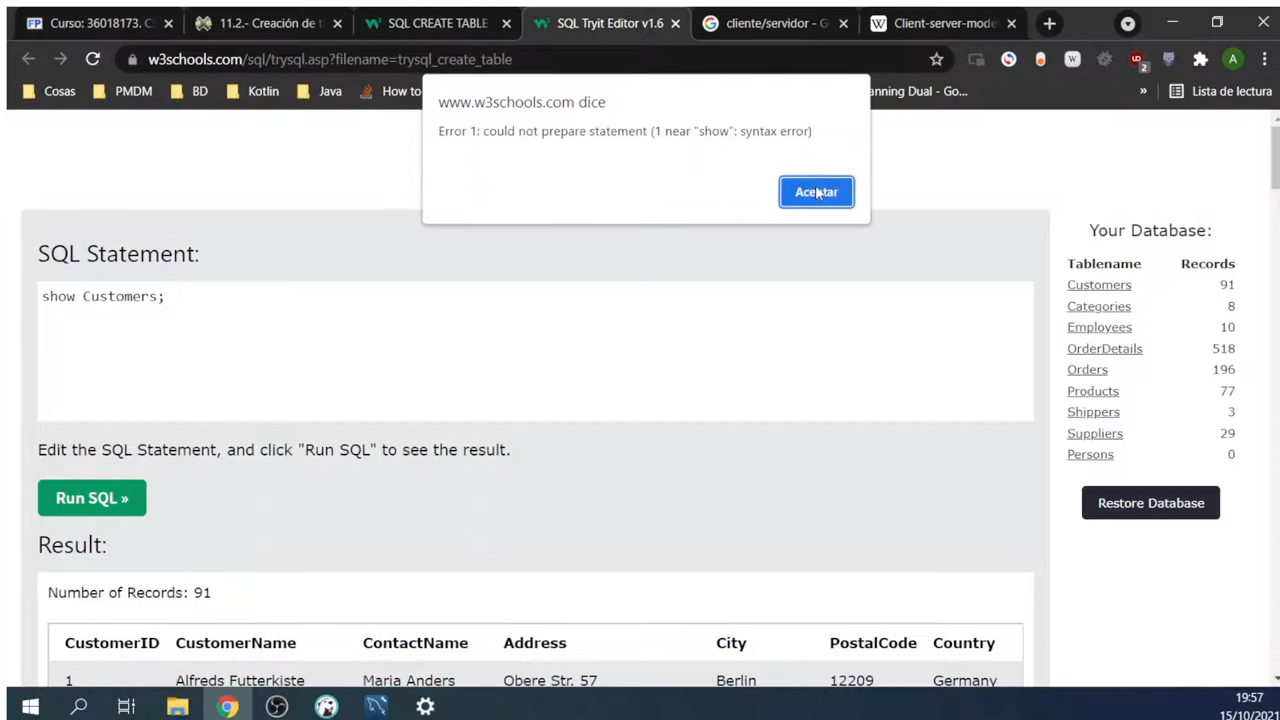 Curso: 36018173. C
11.2.- Creación de t
SQL CREATE TABLE
SQL Tryit Editor v1.6
cliente/servidor - G
Client-server-mode
w3schools.com/sql/trysql.asp?filename=trysql_create_table
2
A
Cosas
PMDM
BD
Kotlin
Java
How to
anning Dual - Go...
»
Lista de lectura
www.w3schools.com dice
Error 1: could not prepare statement (1 near "show": syntax error)
Aceptar
SQL Statement:
show Customers;
Edit the SQL Statement, and click "Run SQL" to see the result.
Run SQL »
Result:
Number of Records: 91
CustomerID CustomerName ContactName Address City PostalCode Country
1 Alfreds Futterkiste Maria Anders Obere Str. 57 Berlin 12209 Germany
Your Database:
Tablename Records
Customers 91
Categories 8
Employees 10
OrderDetails 518
Orders 196
Products 77
Shippers 3
Suppliers 29
Persons 0
Restore Database
19:57
15/10/2021